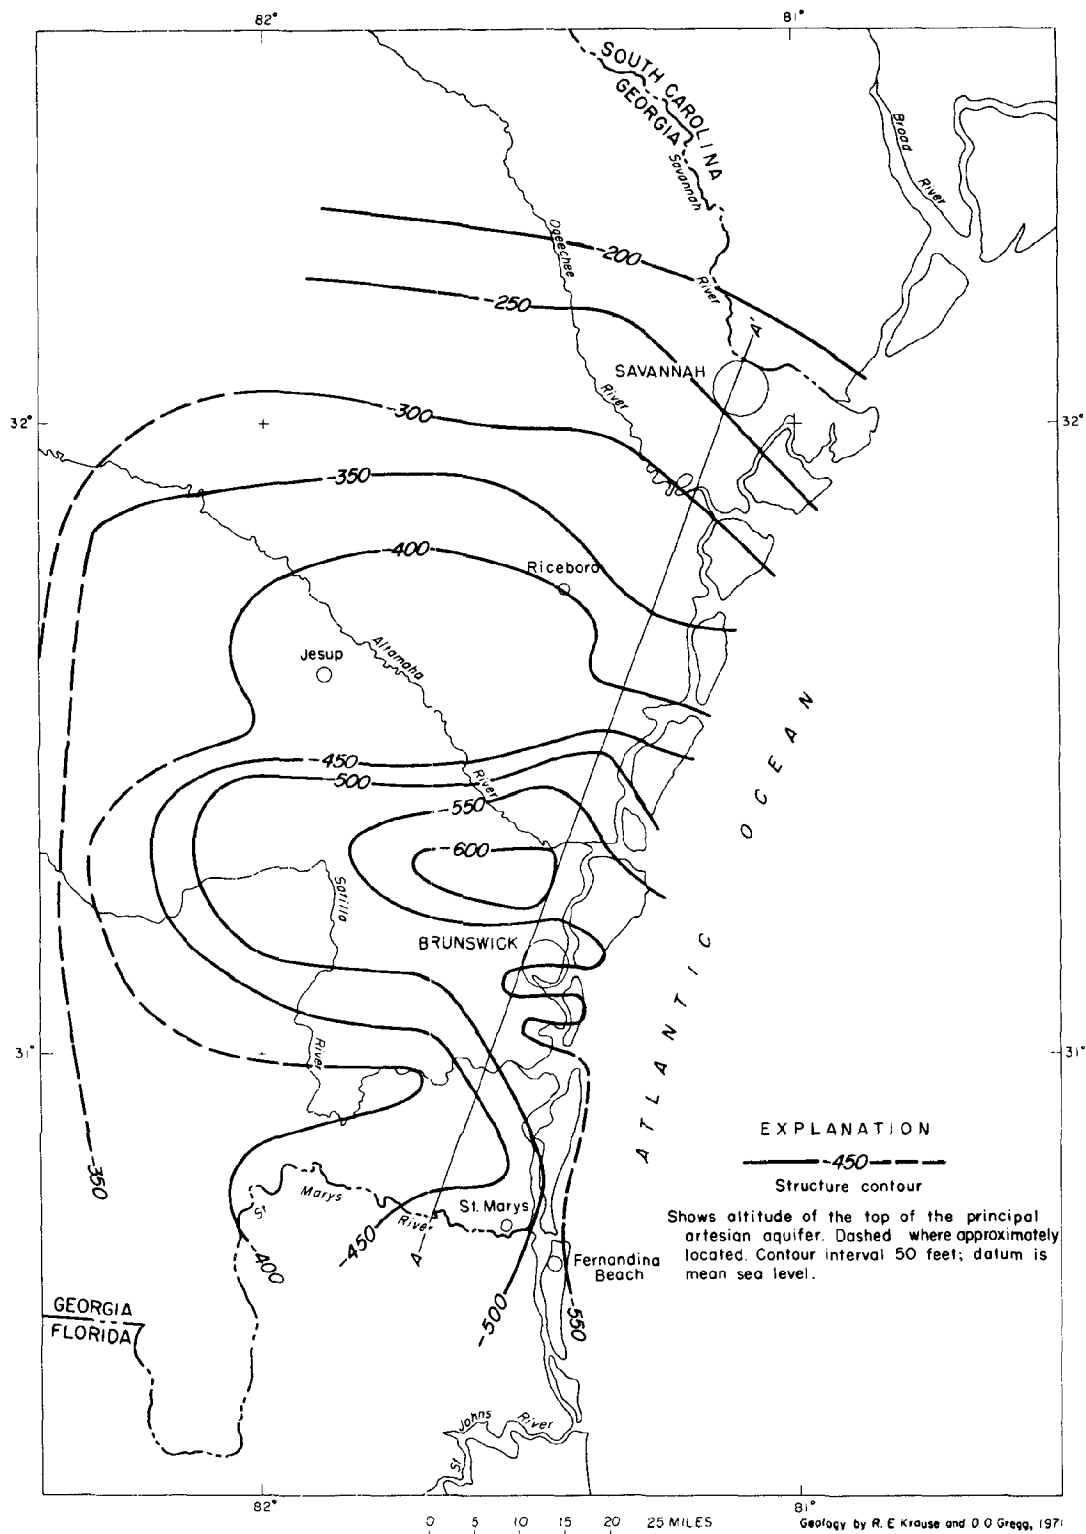 82°
81°
SOUTH CAROLINA
GEORGIA
Savannah
River
Broad
River
Ogeechee
River
-200
-250
A'
SAVANNAH
-300
32°
32°
-350
-400
Riceboro
Jesup
Altamaha
River
-450
-500
-550
-600
Satilla
River
BRUNSWICK
ATLANTIC OCEAN
31°
31°
-350
EXPLANATION
-450
Structure contour
Shows altitude of the top of the principal
artesian aquifer. Dashed where approximately
located. Contour interval 50 feet; datum is
mean sea level.
St
Marys
River
St. Marys
-450
A
-400
Fernandina
Beach
-500
-550
GEORGIA
FLORIDA
St
Johns
River
82°
81°
0 5 10 15 20 25 MILES
Geology by R. E Krause and D O Gregg, 1971